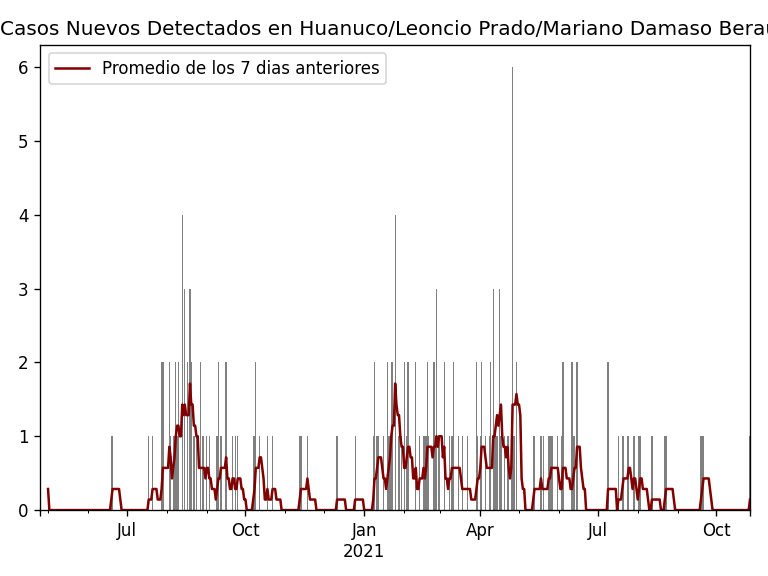 Casos Nuevos Detectados en Huanuco/Leoncio Prado/Mariano Damaso
Promedio de los 7 dias anteriores
6
5
4
3
2
1
0
Jul Oct Jan Apr Jul Oct
2021